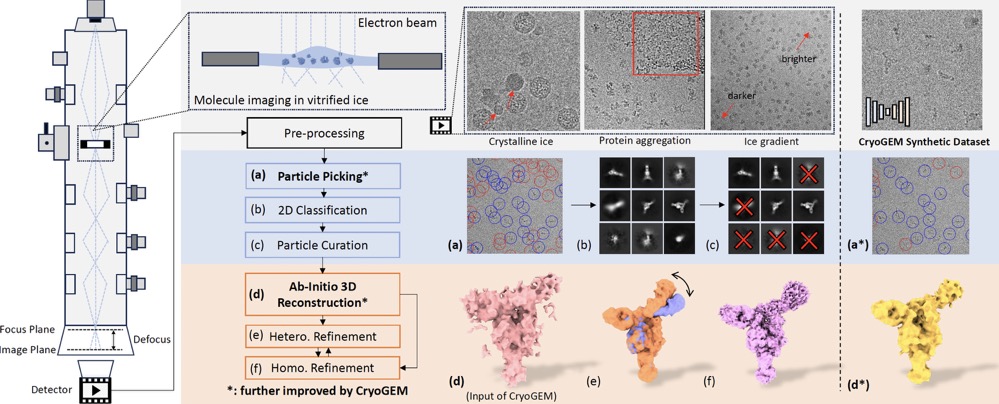 Electron beam
Molecule imaging in vitrified ice
brighter
darker
Crystalline ice
Protein aggregation
Ice gradient
CryoGEM Synthetic Dataset
Pre-processing
(a) Particle Picking*
(b) 2D Classification
(c) Particle Curation
(a)
(b)
(c)
(a*)
(d) Ab-Initio 3D
Reconstruction*
(e) Hetero. Refinement
(f) Homo. Refinement
*: further improved by CryoGEM
Focus Plane
Image Plane
Defocus
Detector
(d)
(Input of CryoGEM)
(e)
(f)
(d*)